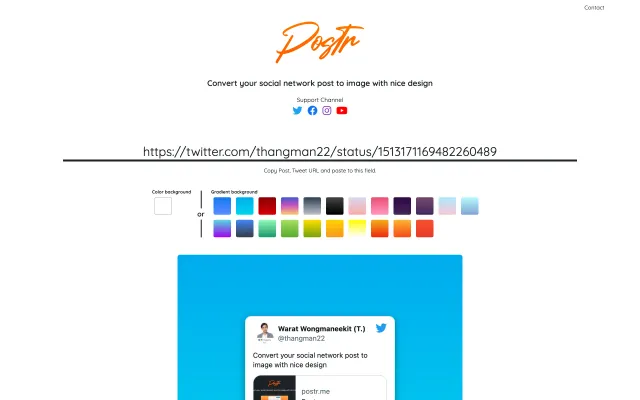 Contact
Postr
Convert your social network post to image with nice design
Support Channel
https://twitter.com/thangman22/status/1513171169482260489
Copy Post, Tweet URL and paste to this field.
Color background
or
Gradient background
Warat Wongmaneekit (T.)
@thangman22
Convert your social network post to
image with nice design
Postr
postr.me